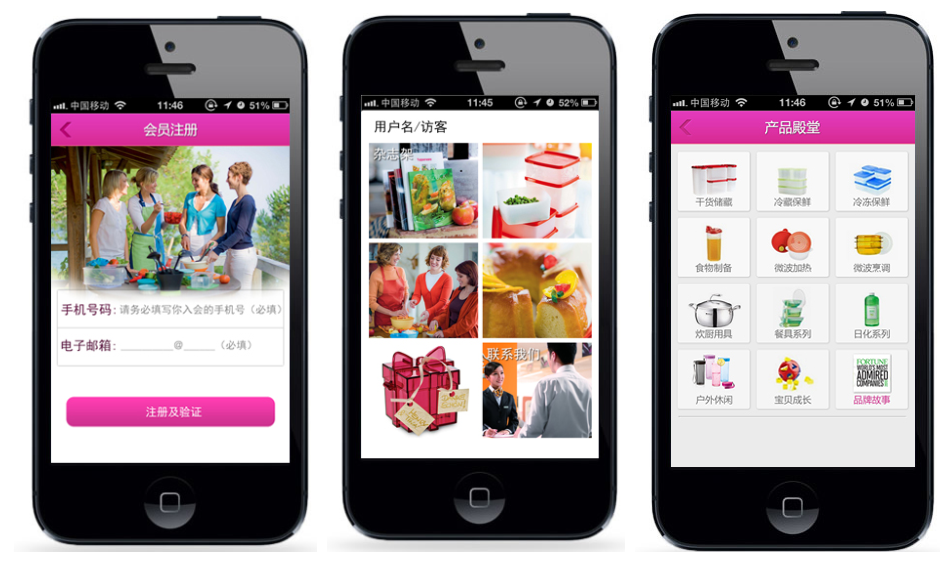 中国移动 11:46 51%
会员注册
手机号码: 请务必填写你入会的手机号（必填）
电子邮箱: ________@_____（必填）
注册及验证
中国移动 11:45 52%
用户名/访客
杂志架
联系我们
中国移动 11:46 51%
产品殿堂
干货储藏 冷藏保鲜 冷冻保鲜
食物制备 微波加热 微波烹调
炊厨用具 餐具系列 日化系列
FORTUNE
WORLD'S MOST
ADMIRED
COMPANIES
户外休闲 宝贝成长 品牌故事